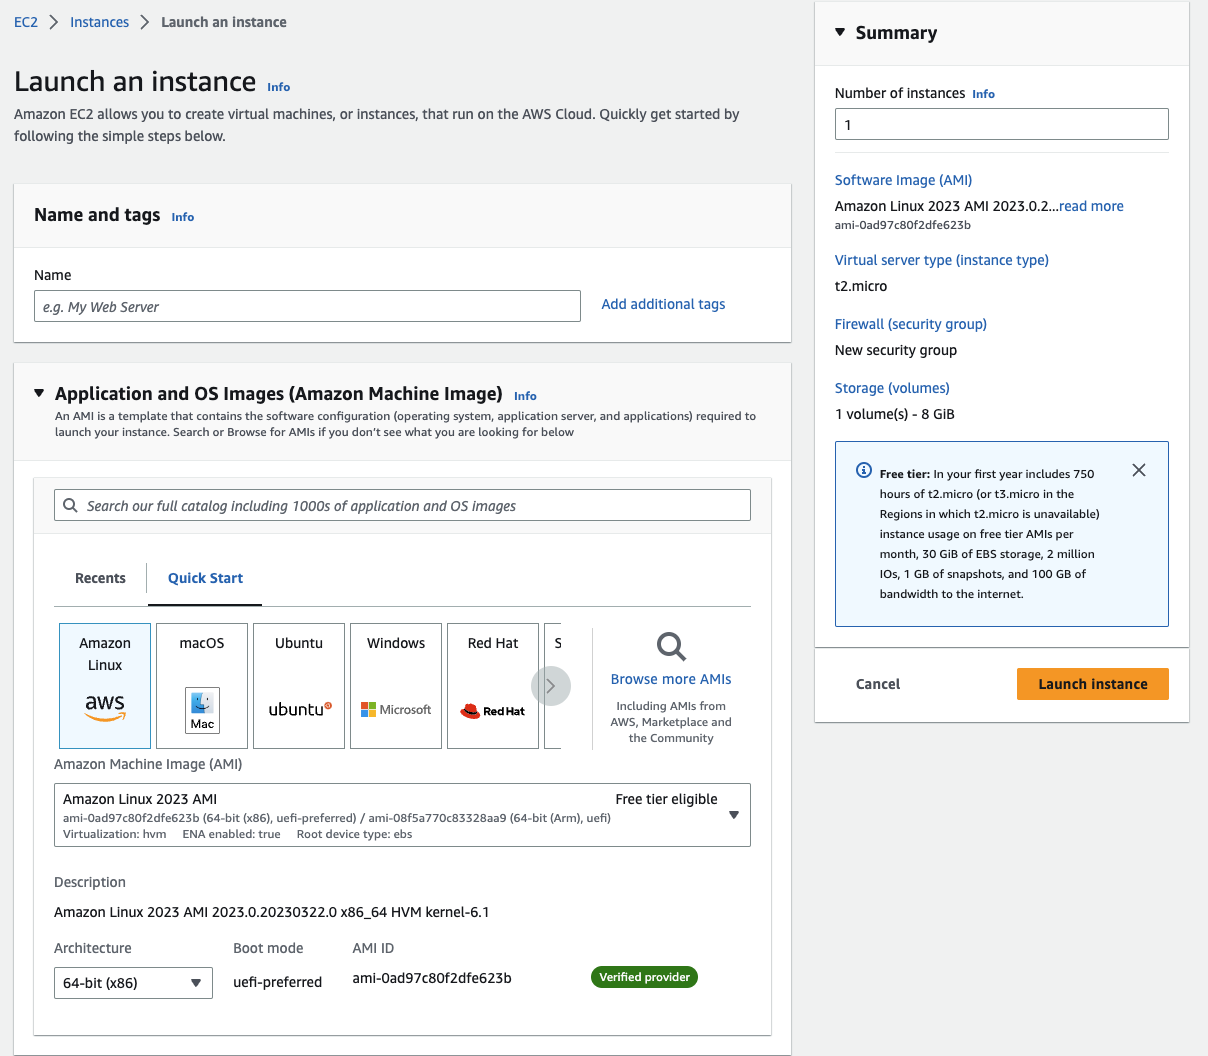 EC2 > Instances > Launch an instance
Launch an instance Info
Amazon EC2 allows you to create virtual machines, or instances, that run on the AWS Cloud. Quickly get started by
following the simple steps below.
Name and tags Info
Name
e.g. My Web Server
Add additional tags
Application and OS Images (Amazon Machine Image) Info
An AMI is a template that contains the software configuration (operating system, application server, and applications) required to
launch your instance. Search or Browse for AMIs if you don't see what you are looking for below
Search our full catalog including 1000s of application and OS images
Recents
Quick Start
Amazon
Linux
aws
macOS
Mac
Ubuntu
ubuntu
Windows
Microsoft
Red Hat
Red Hat
S
Browse more AMIs
Including AMIs from
AWS, Marketplace and
the Community
Amazon Machine Image (AMI)
Amazon Linux 2023 AMI
Free tier eligible
ami-0ad97c80f2dfe623b (64-bit (x86), uefi-preferred) / ami-08f5a770c83328aa9 (64-bit (Arm), uefi)
Virtualization: hvm ENA enabled: true Root device type: ebs
Description
Amazon Linux 2023 AMI 2023.0.20230322.0 x86_64 HVM kernel-6.1
Architecture
64-bit (x86)
Boot mode
uefi-preferred
AMI ID
ami-0ad97c80f2dfe623b
Verified provider
Summary
Number of instances Info
1
Software Image (AMI)
Amazon Linux 2023 AMI 2023.0.2...read more
ami-0ad97c80f2dfe623b
Virtual server type (instance type)
t2.micro
Firewall (security group)
New security group
Storage (volumes)
1 volume(s) - 8 GiB
Free tier: In your first year includes 750
hours of t2.micro (or t3.micro in the
Regions in which t2.micro is unavailable)
instance usage on free tier AMIs per
month, 30 GiB of EBS storage, 2 million
IOs, 1 GB of snapshots, and 100 GB of
bandwidth to the internet.
Cancel
Launch instance